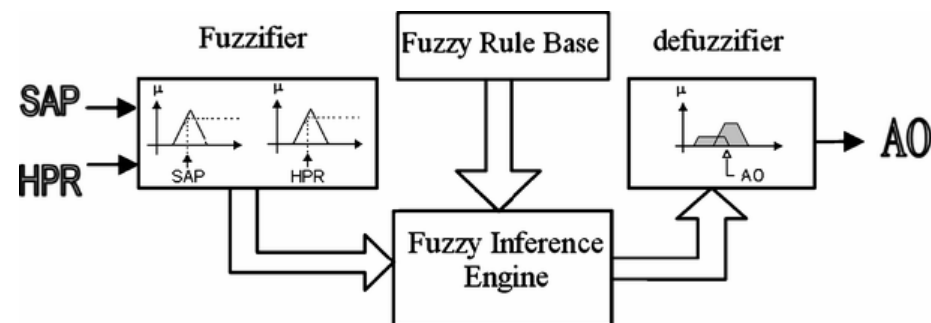 Fuzzifier
Fuzzy Rule Base
defuzzifier
SAP
HPR
μ
SAP
μ
HPR
μ
AO
AO
Fuzzy Inference
Engine